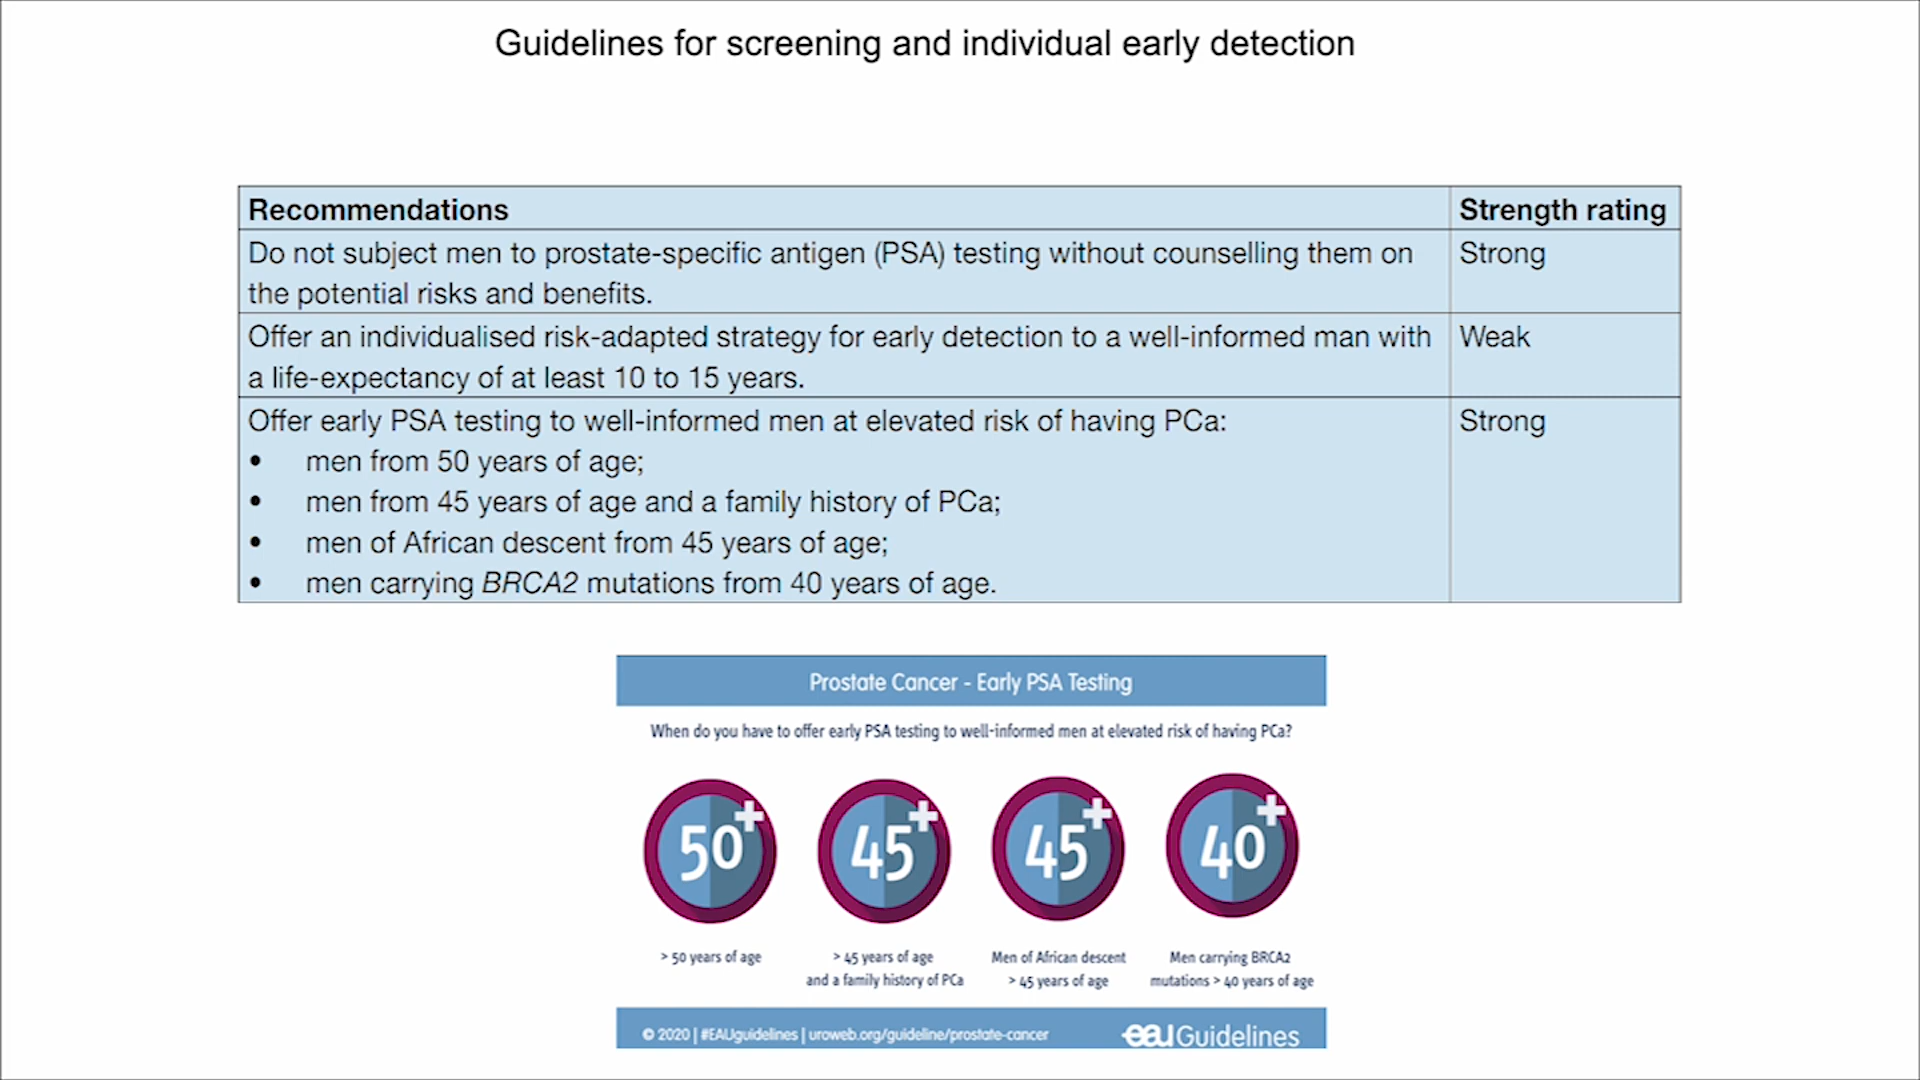 Guidelines for screening and individual early detection
Recommendations Strength rating
Do not subject men to prostate-specific antigen (PSA) testing without counselling them on Strong
the potential risks and benefits.
Offer an individualised risk-adapted strategy for early detection to a well-informed man with Weak
a life-expectancy of at least 10 to 15 years.
Offer early PSA testing to well-informed men at elevated risk of having PCa: Strong
• men from 50 years of age;
• men from 45 years of age and a family history of PCa;
• men of African descent from 45 years of age;
• men carrying BRCA2 mutations from 40 years of age.
Prostate Cancer - Early PSA Testing
When do you have to offer early PSA testing to well-informed men at elevated risk of having PCa?
50+ 45+ 45+ 40+
> 50 years of age
> 45 years of age
and a family history of PCa
Men of African descent
> 45 years of age
Men carrying BRCA2
mutations > 40 years of age
© 2020 | #EAUguidelines | uroweb.org/guideline/prostate-cancer
eau Guidelines